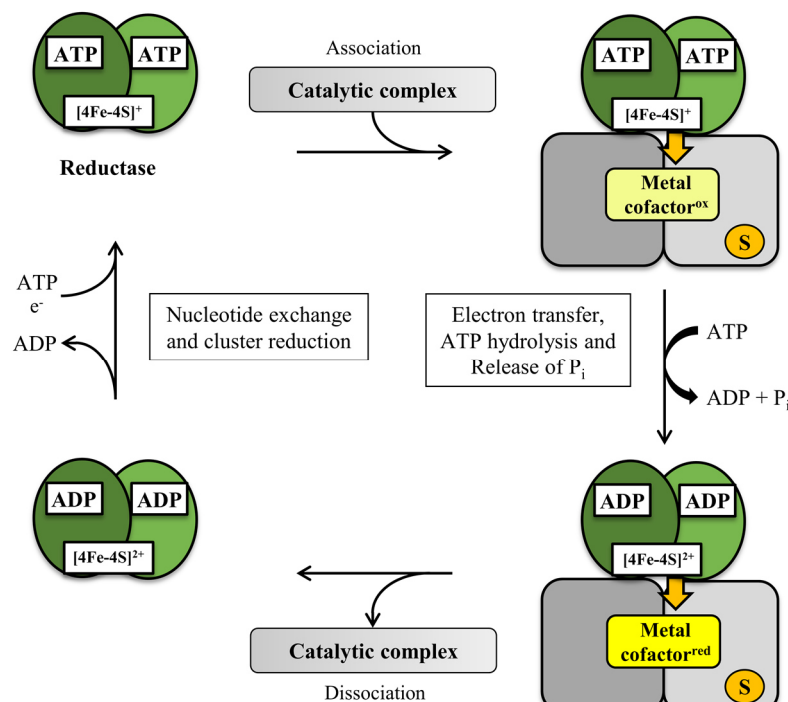 ATP ATP
[4Fe-4S]⁺
Reductase
Association
Catalytic complex
ATP ATP
[4Fe-4S]⁺
Metal
cofactorᵒˣ
S
ATP
e⁻
ADP
Nucleotide exchange
and cluster reduction
Electron transfer,
ATP hydrolysis and
Release of Pᵢ
ATP
ADP + Pᵢ
ADP ADP
[4Fe-4S]²⁺
Catalytic complex
Dissociation
ADP ADP
[4Fe-4S]²⁺
Metal
cofactorʳᵉᵈ
S